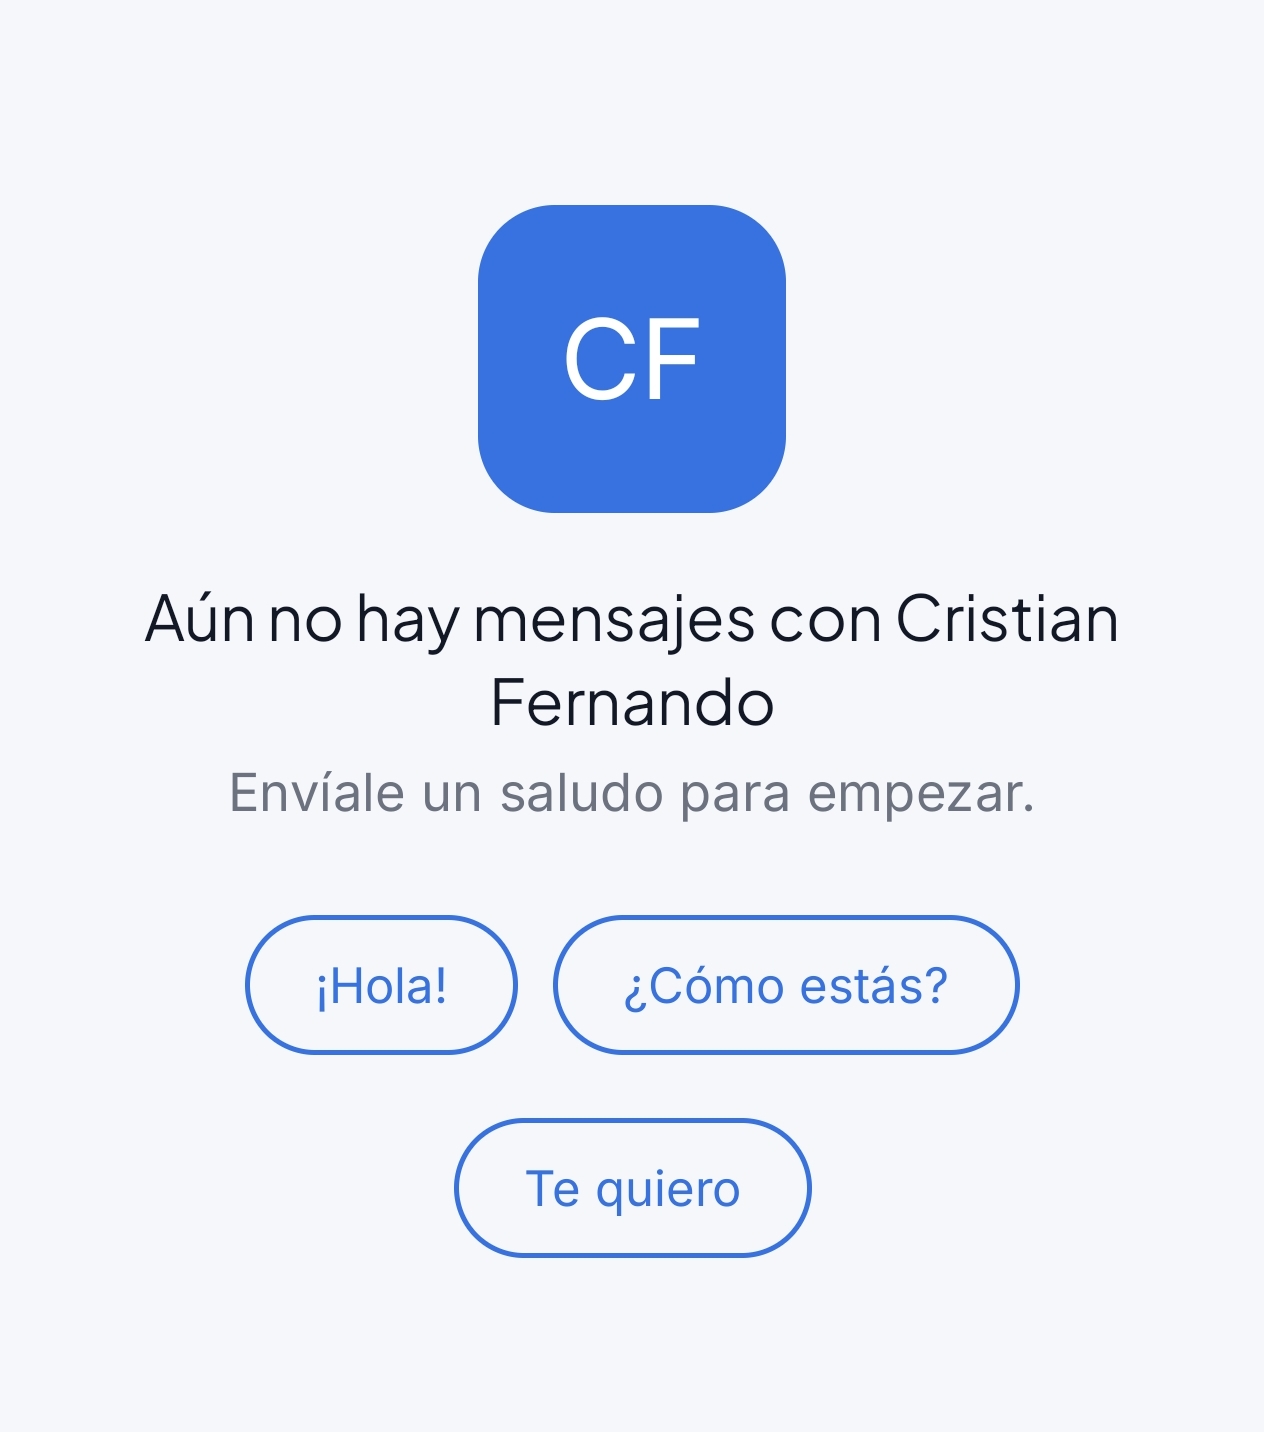 CF
Aún no hay mensajes con Cristian
Fernando
Envíale un saludo para empezar.
¡Hola!
¿Cómo estás?
Te quiero